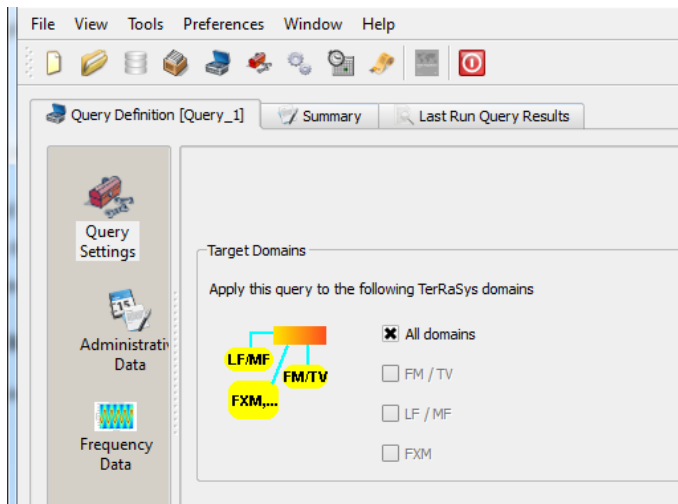 File View Tools Preferences Window Help
Query Definition [Query_1] Summary Last Run Query Results
Query
Settings
Administrativ
Data
Frequency
Data
Target Domains
Apply this query to the following TerRaSys domains
LF/MF
FM/TV
FXM,...
All domains
FM / TV
LF / MF
FXM